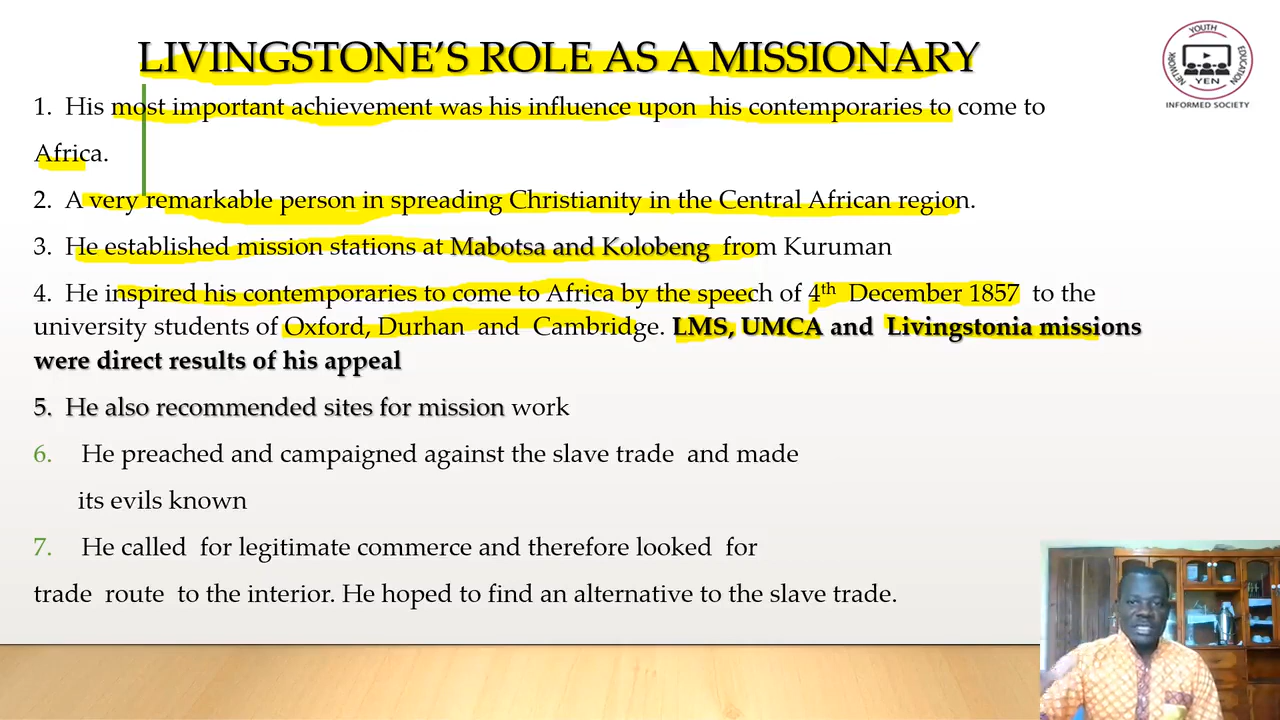 LIVINGSTONE'S ROLE AS A MISSIONARY
YOUTH
EDUCATION
NETWORK
YEN
INFORMED SOCIETY
1. His most important achievement was his influence upon his contemporaries to come to
Africa.
2. A very remarkable person in spreading Christianity in the Central African region.
3. He established mission stations at Mabotsa and Kolobeng from Kuruman
4. He inspired his contemporaries to come to Africa by the speech of 4th December 1857 to the
university students of Oxford, Durhan and Cambridge. LMS, UMCA and Livingstonia missions
were direct results of his appeal
5. He also recommended sites for mission work
6. He preached and campaigned against the slave trade and made
its evils known
7. He called for legitimate commerce and therefore looked for
trade route to the interior. He hoped to find an alternative to the slave trade.